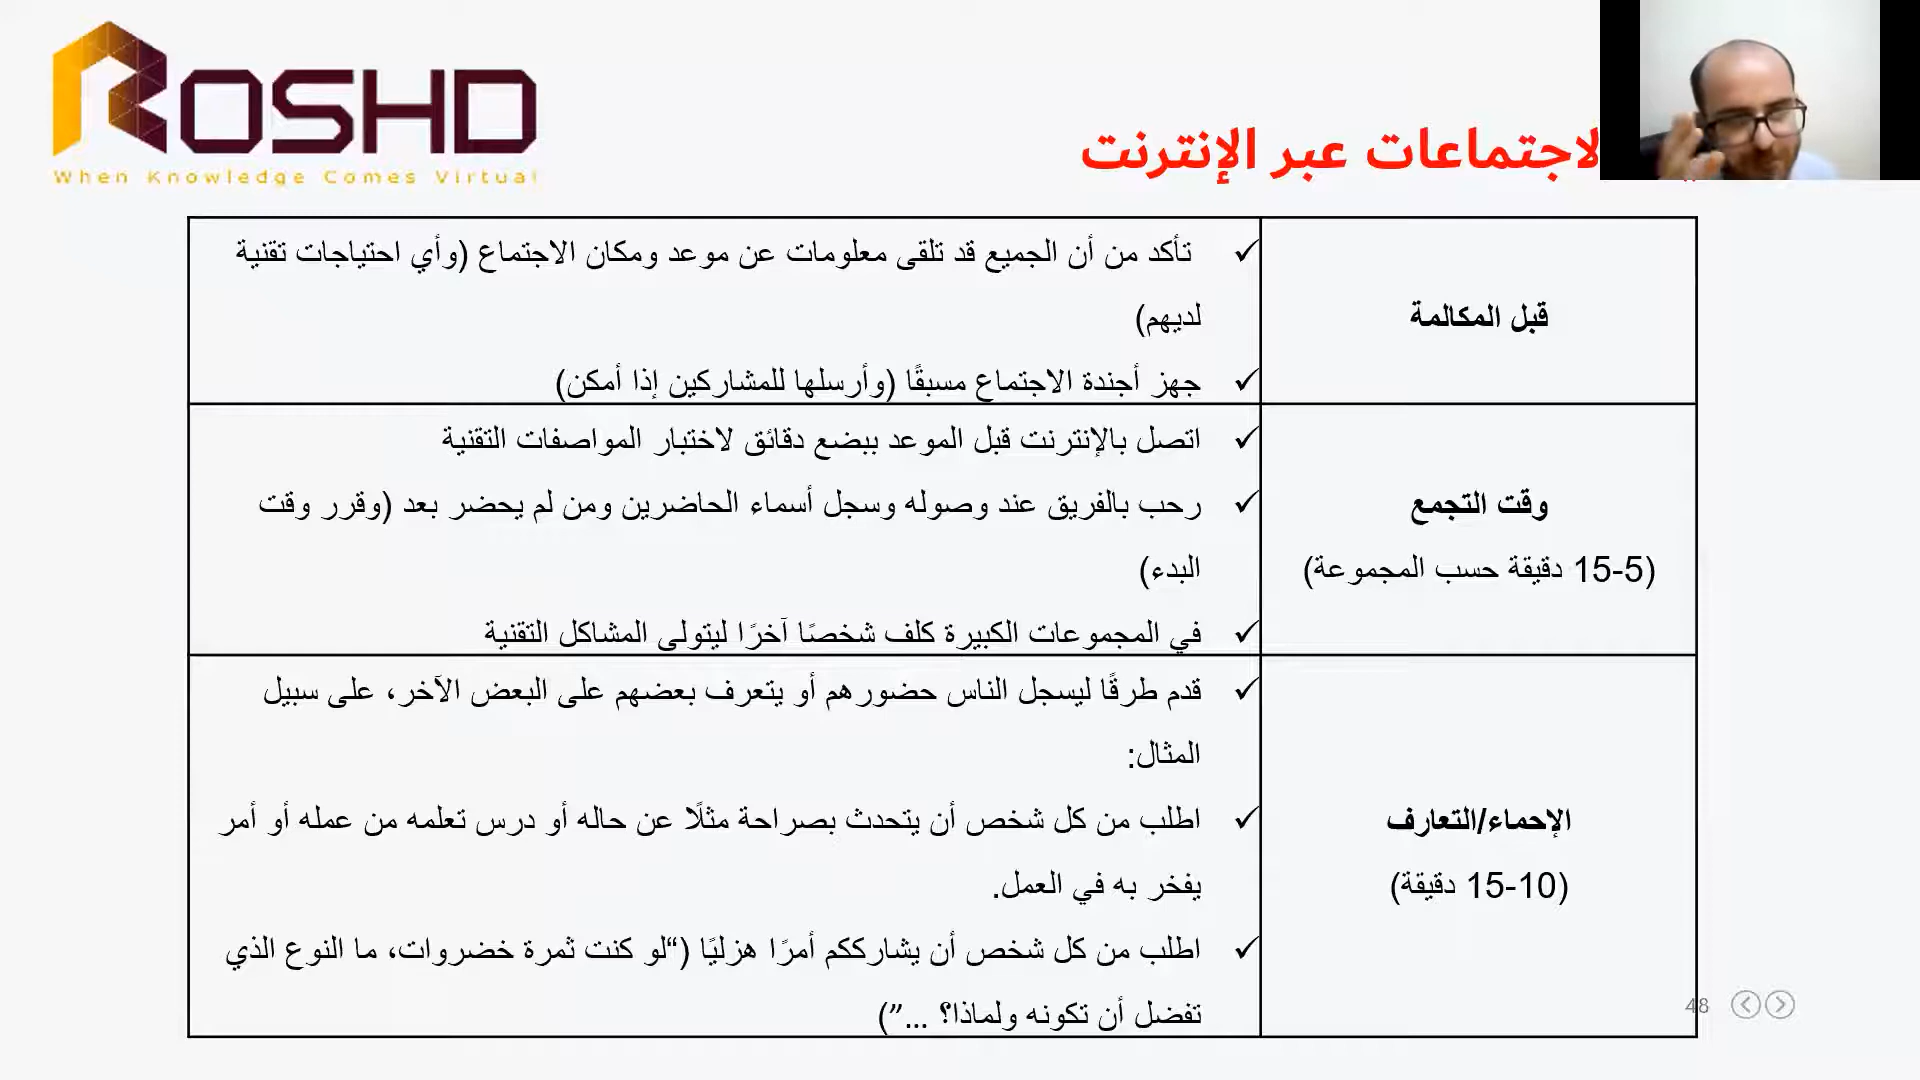 ROSHD
When Knowledge Comes Virtual
الاجتماعات عبر الإنترنت
قبل المكالمة
✓ تأكد من أن الجميع قد تلقى معلومات عن موعد ومكان الاجتماع (وأي احتياجات تقنية
لديهم)
✓ جهز أجندة الاجتماع مسبقًا (وأرسلها للمشاركين إذا أمكن)
وقت التجمع
(5-15 دقيقة حسب المجموعة)
✓ اتصل بالإنترنت قبل الموعد ببضع دقائق لاختبار المواصفات التقنية
✓ رحب بالفريق عند وصوله وسجل أسماء الحاضرين ومن لم يحضر بعد (وقرر وقت
البدء)
✓ في المجموعات الكبيرة كلف شخصًا آخرًا ليتولى المشاكل التقنية
الإحماء/التعارف
(10-15 دقيقة)
✓ قدم طرقًا ليسجل الناس حضورهم أو يتعرف بعضهم على البعض الآخر، على سبيل
المثال:
✓ اطلب من كل شخص أن يتحدث بصراحة مثلًا عن حاله أو درس تعلمه من عمله أو أمر
يفخر به في العمل.
✓ اطلب من كل شخص أن يشارككم أمرًا هزليًا (“لو كنت ثمرة خضروات، ما النوع الذي
تفضل أن تكونه ولماذا؟ ...”)
48